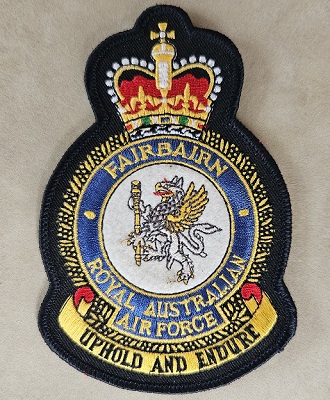 FAIRBAIRN
ROYAL AUSTRALIAN
AIR FORCE
UPHOLD AND ENDURE